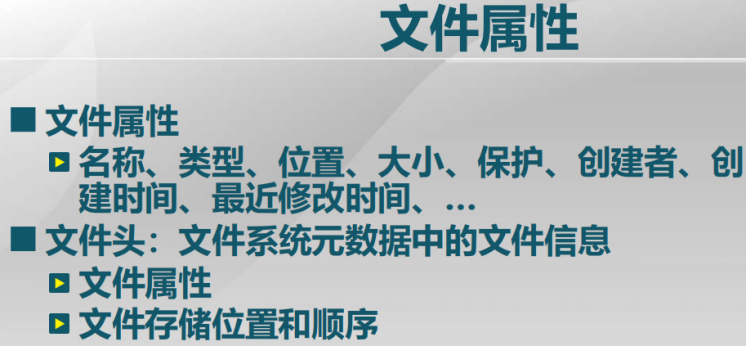 文件属性
文件属性
名称、类型、位置、大小、保护、创建者、创
建时间、最近修改时间、…
文件头：文件系统元数据中的文件信息
文件属性
文件存储位置和顺序